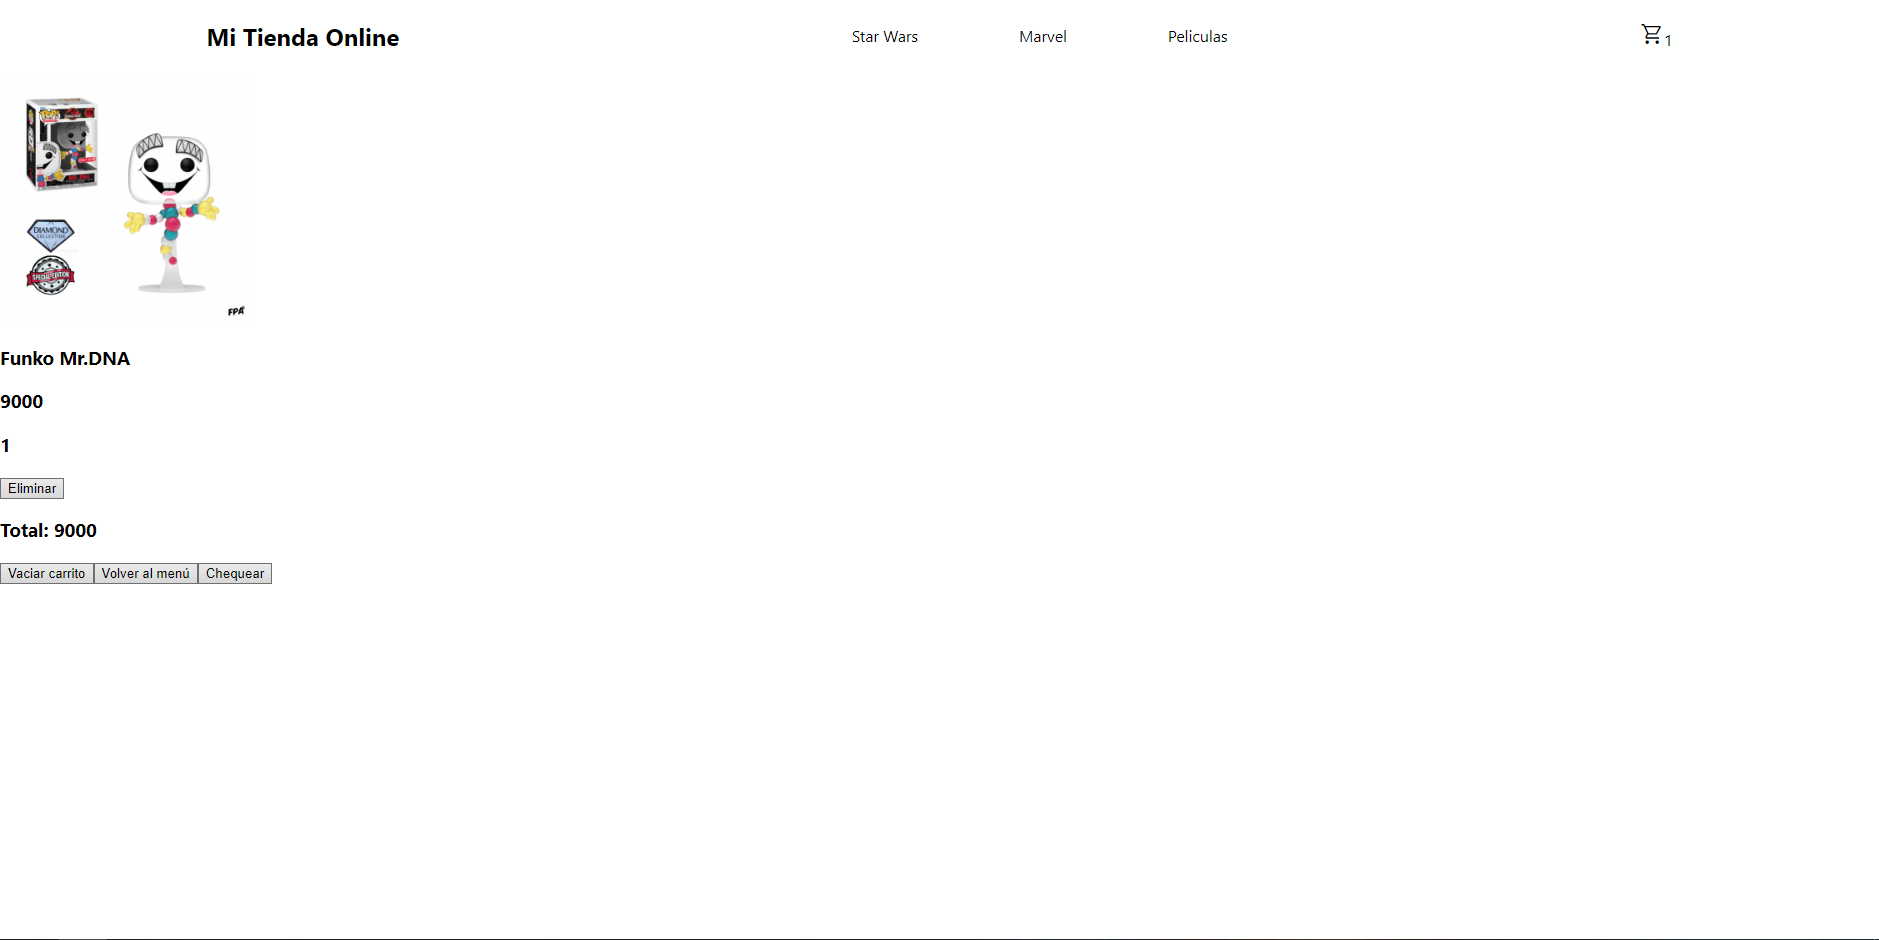 Mi Tienda Online
Star Wars
Marvel
Peliculas
1
POP!
DIAMOND
COLLECTION
SPECIAL EDITION
FPA
Funko Mr.DNA
9000
1
Eliminar
Total: 9000
Vaciar carrito
Volver al menú
Chequear